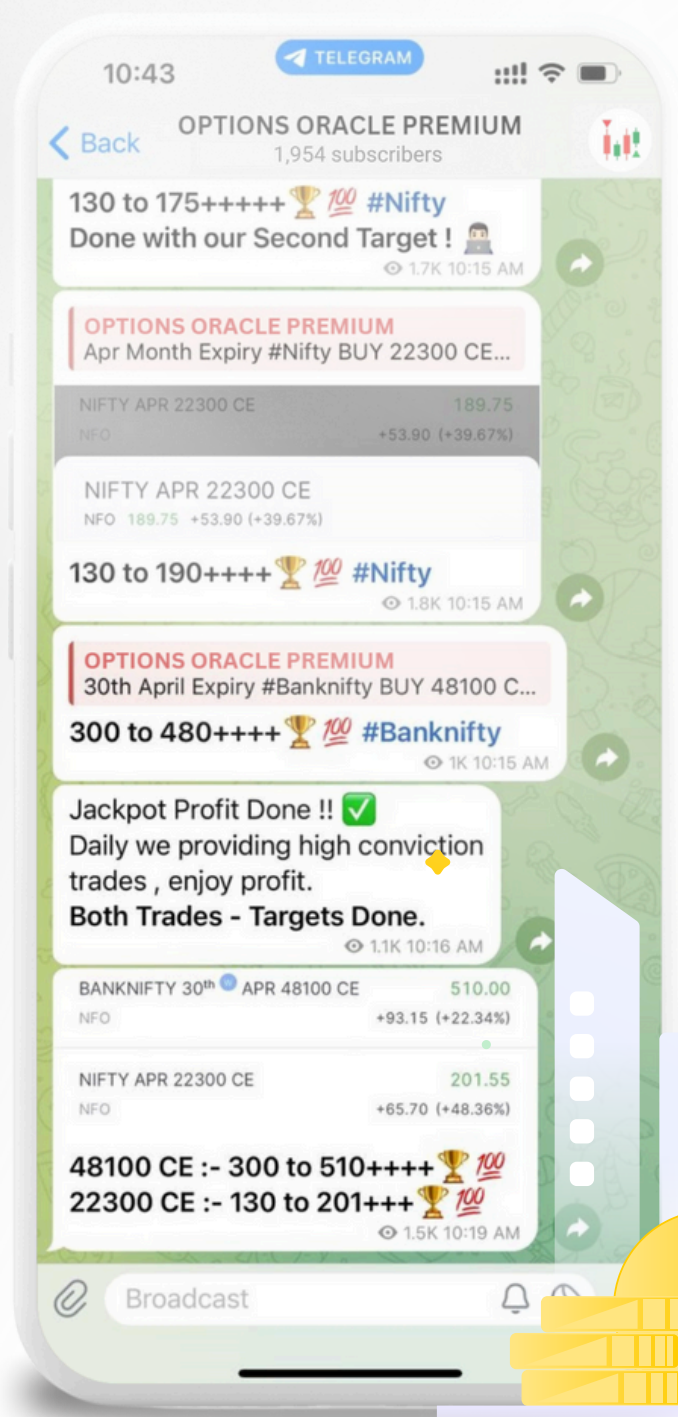 10:43
TELEGRAM
Back
OPTIONS ORACLE PREMIUM
1,954 subscribers
130 to 175+++++🏆 💯 #Nifty
Done with our Second Target ! 👨🏻‍💻
1.7K 10:15 AM
OPTIONS ORACLE PREMIUM
Apr Month Expiry #Nifty BUY 22300 CE...
NIFTY APR 22300 CE 189.75
NFO +53.90 (+39.67%)
NIFTY APR 22300 CE
NFO 189.75 +53.90 (+39.67%)
130 to 190++++🏆 💯 #Nifty
1.8K 10:15 AM
OPTIONS ORACLE PREMIUM
30th April Expiry #Banknifty BUY 48100 C...
300 to 480++++🏆 💯 #Banknifty
1K 10:15 AM
Jackpot Profit Done !! ✅
Daily we providing high conviction
trades , enjoy profit.
Both Trades - Targets Done.
1.1K 10:16 AM
BANKNIFTY 30th APR 48100 CE 510.00
NFO +93.15 (+22.34%)
NIFTY APR 22300 CE 201.55
NFO +65.70 (+48.36%)
48100 CE :- 300 to 510++++🏆 💯
22300 CE :- 130 to 201+++🏆 💯
1.5K 10:19 AM
Broadcast